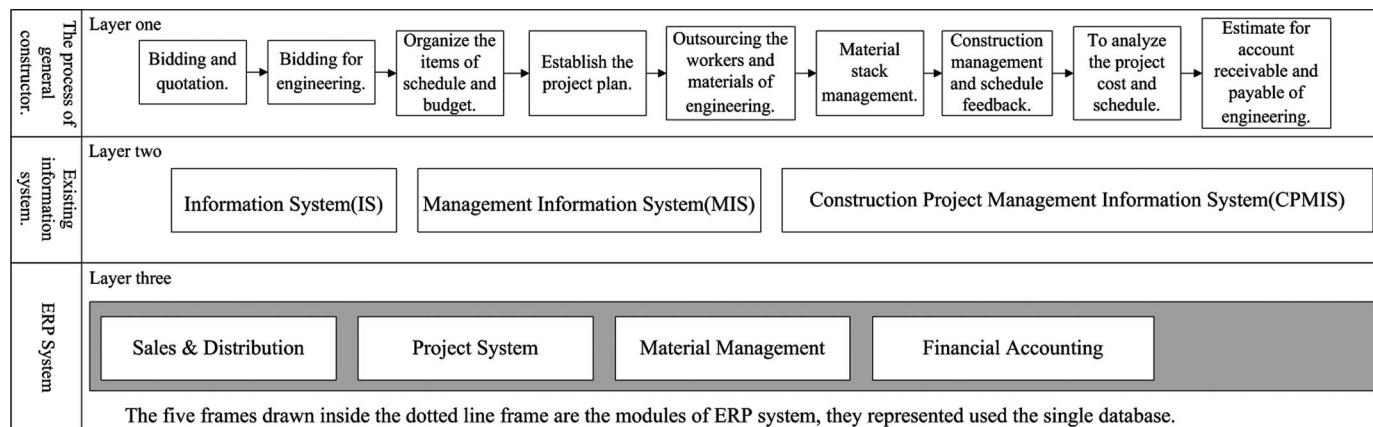 The process of
general
constructor.
Layer one
Bidding and
quotation.
Bidding for
engineering.
Organize the
items of
schedule and
budget.
Establish the
project plan.
Outsourcing the
workers and
materials of
engineering.
Material
stack
management.
Construction
management
and schedule
feedback.
To analyze
the project
cost and
schedule.
Estimate for
account
receivable and
payable of
engineering.
Existing
information
system.
Layer two
Information System(IS)
Management Information System(MIS)
Construction Project Management Information System(CPMIS)
ERP System
Layer three
Sales & Distribution
Project System
Material Management
Financial Accounting
The five frames drawn inside the dotted line frame are the modules of ERP system, they represented used the single database.